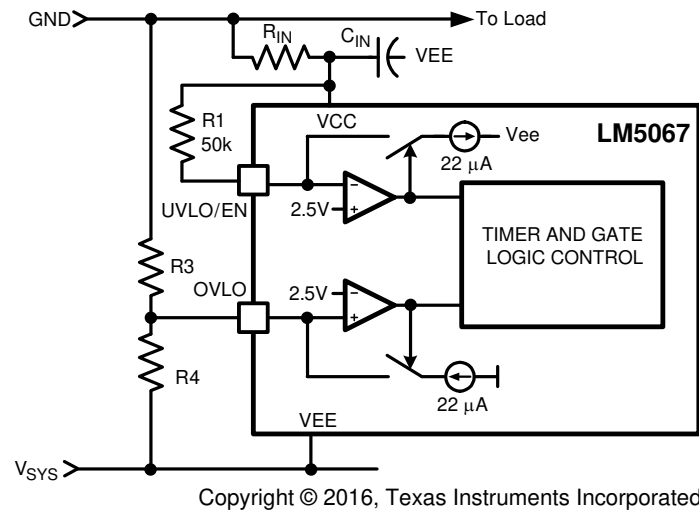 GND
To Load
R_IN
C_IN
VEE
R1
50k
VCC
LM5067
Vee
22 μA
UVLO/EN
2.5V
−
+
TIMER AND GATE
LOGIC CONTROL
R3
OVLO
2.5V
−
+
R4
22 μA
VEE
V_SYS
Copyright © 2016, Texas Instruments Incorporated